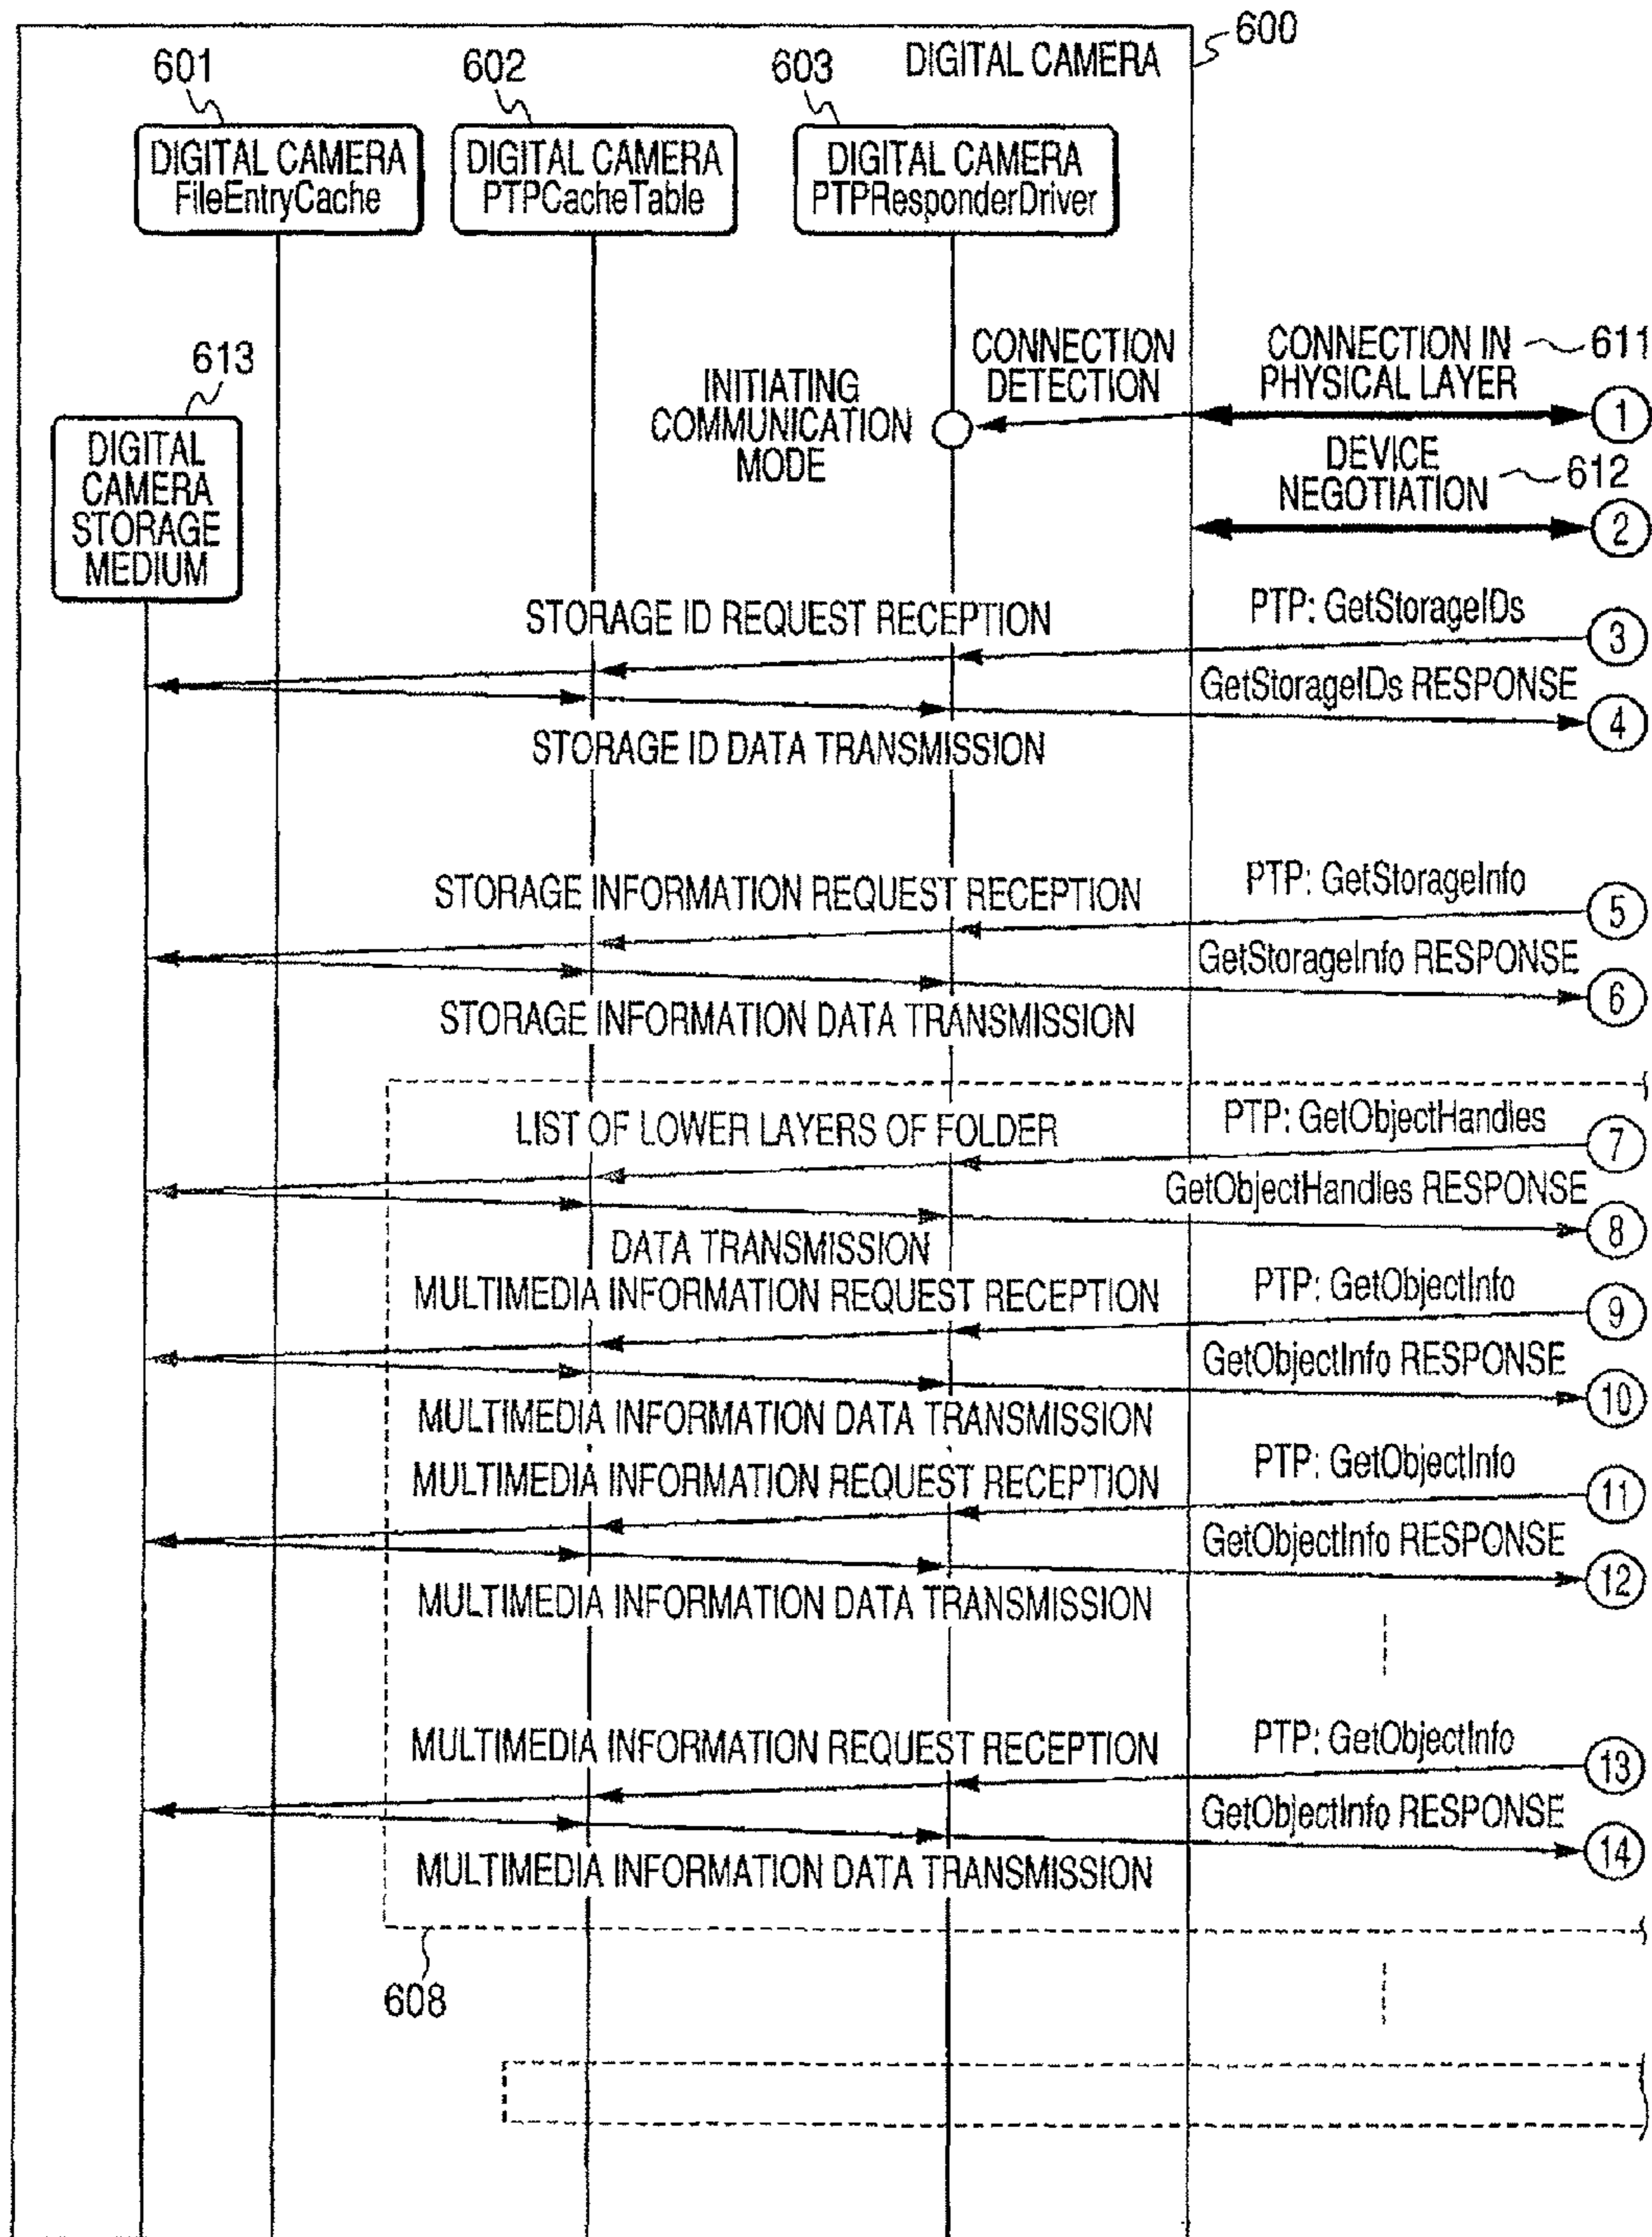 600
DIGITAL CAMERA
601
602
603
DIGITAL CAMERA
FileEntryCache
DIGITAL CAMERA
PTPCacheTable
DIGITAL CAMERA
PTPResponderDriver
613
DIGITAL
CAMERA
STORAGE
MEDIUM
INITIATING
COMMUNICATION
MODE
CONNECTION
DETECTION
CONNECTION IN
PHYSICAL LAYER
611
1
DEVICE
NEGOTIATION
612
2
STORAGE ID REQUEST RECEPTION
PTP: GetStorageIDs
3
GetStorageIDs RESPONSE
4
STORAGE ID DATA TRANSMISSION
STORAGE INFORMATION REQUEST RECEPTION
PTP: GetStorageInfo
5
GetStorageInfo RESPONSE
6
STORAGE INFORMATION DATA TRANSMISSION
LIST OF LOWER LAYERS OF FOLDER
PTP: GetObjectHandles
7
GetObjectHandles RESPONSE
8
DATA TRANSMISSION
MULTIMEDIA INFORMATION REQUEST RECEPTION
PTP: GetObjectInfo
9
GetObjectInfo RESPONSE
10
MULTIMEDIA INFORMATION DATA TRANSMISSION
MULTIMEDIA INFORMATION REQUEST RECEPTION
PTP: GetObjectInfo
11
GetObjectInfo RESPONSE
12
MULTIMEDIA INFORMATION DATA TRANSMISSION
MULTIMEDIA INFORMATION REQUEST RECEPTION
PTP: GetObjectInfo
13
GetObjectInfo RESPONSE
14
MULTIMEDIA INFORMATION DATA TRANSMISSION
608